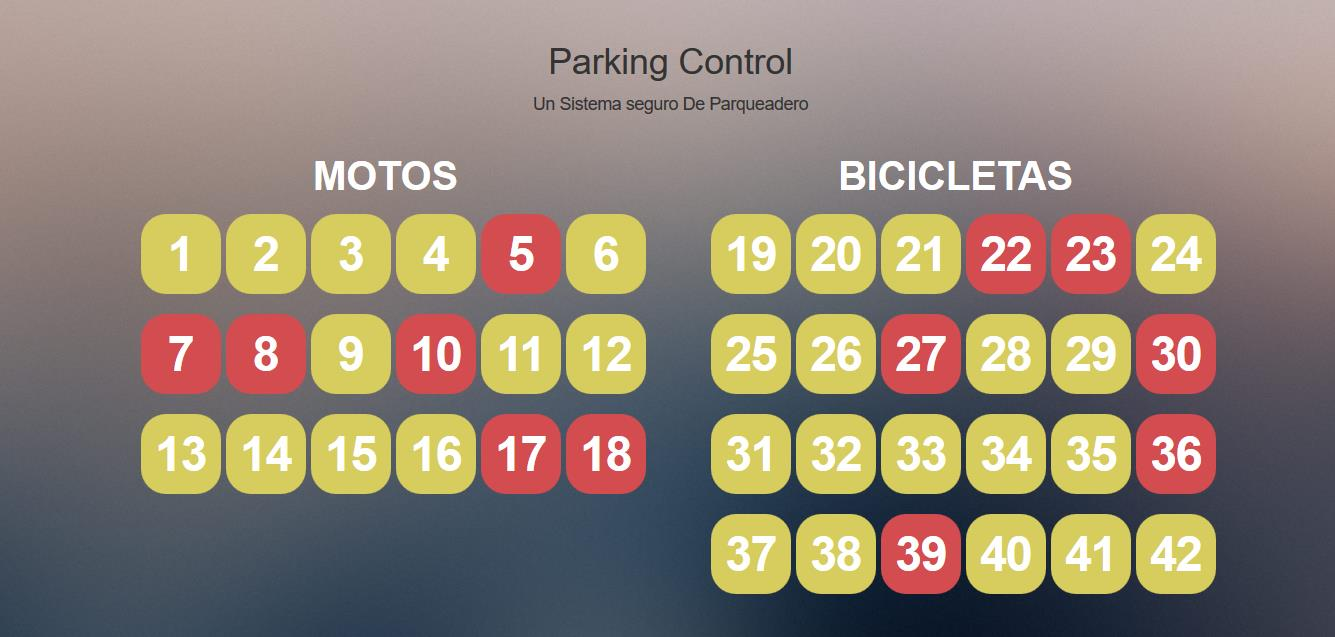 Parking Control
Un Sistema seguro De Parqueadero
MOTOS
1 2 3 4 5 6
7 8 9 10 11 12
13 14 15 16 17 18
BICICLETAS
19 20 21 22 23 24
25 26 27 28 29 30
31 32 33 34 35 36
37 38 39 40 41 42